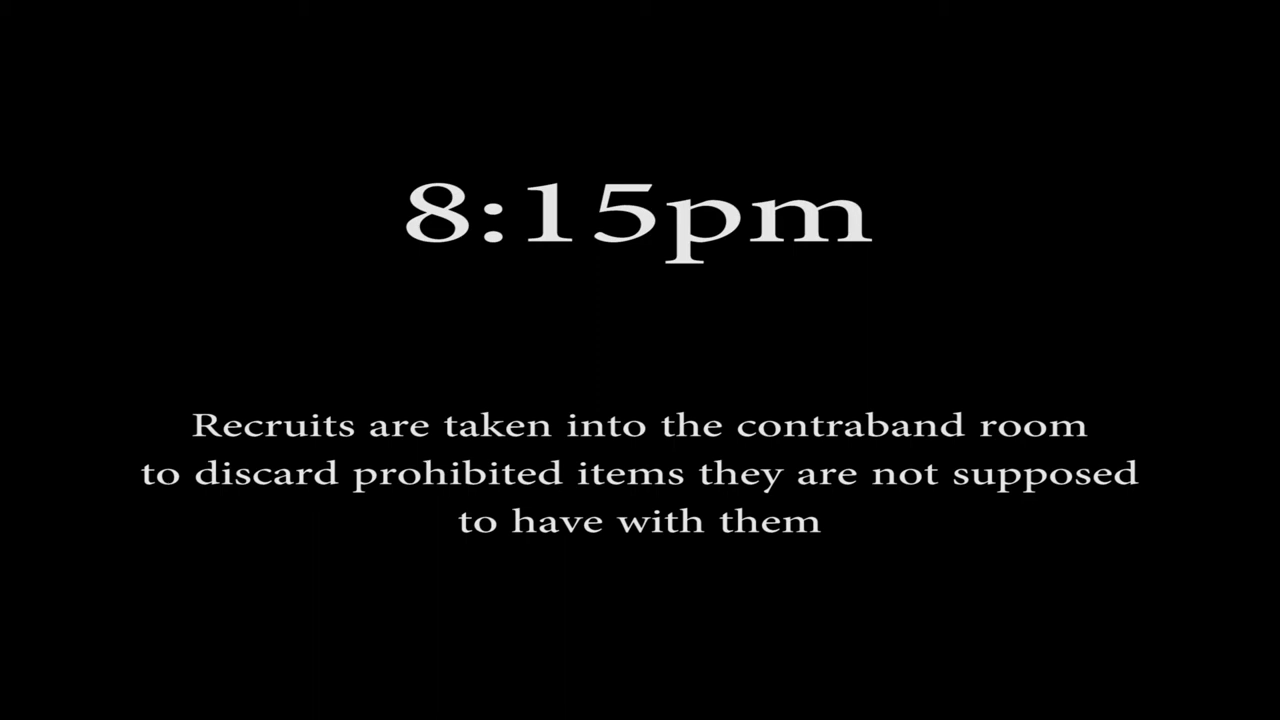 8:15pm
Recruits are taken into the contraband room
to discard prohibited items they are not supposed
to have with them